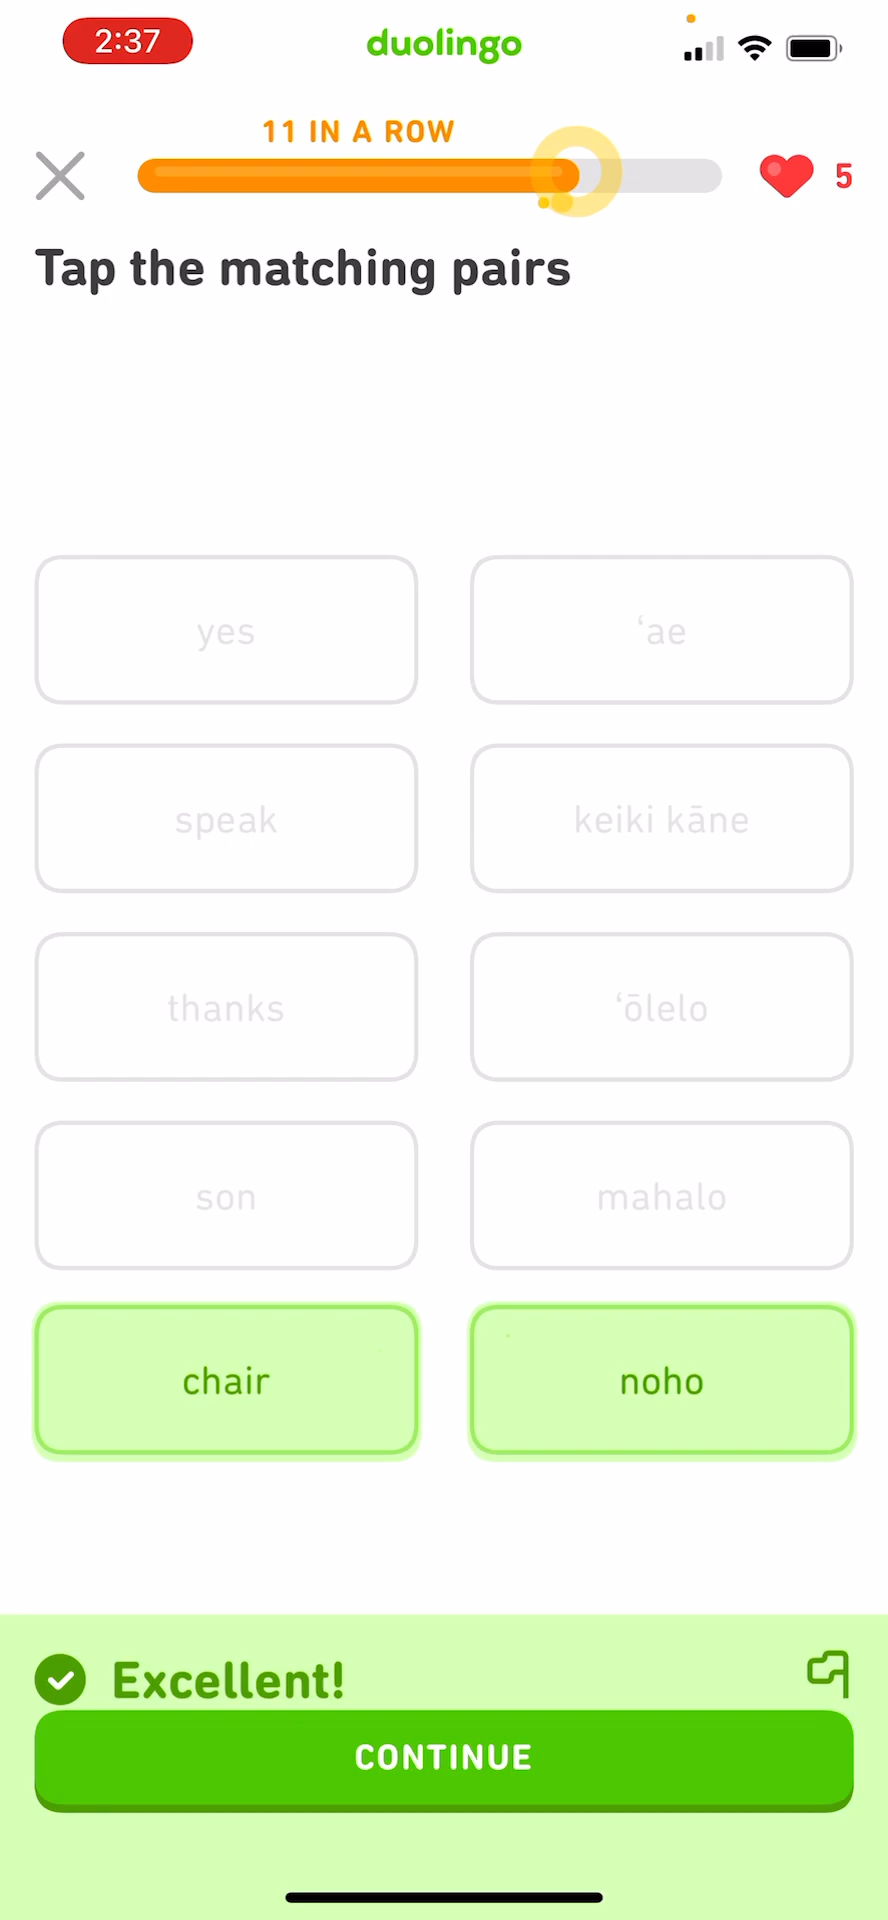 2:37
duolingo
11 IN A ROW
5
Tap the matching pairs
yes
ʻae
speak
keiki kāne
thanks
ʻōlelo
son
mahalo
chair
noho
Excellent!
CONTINUE